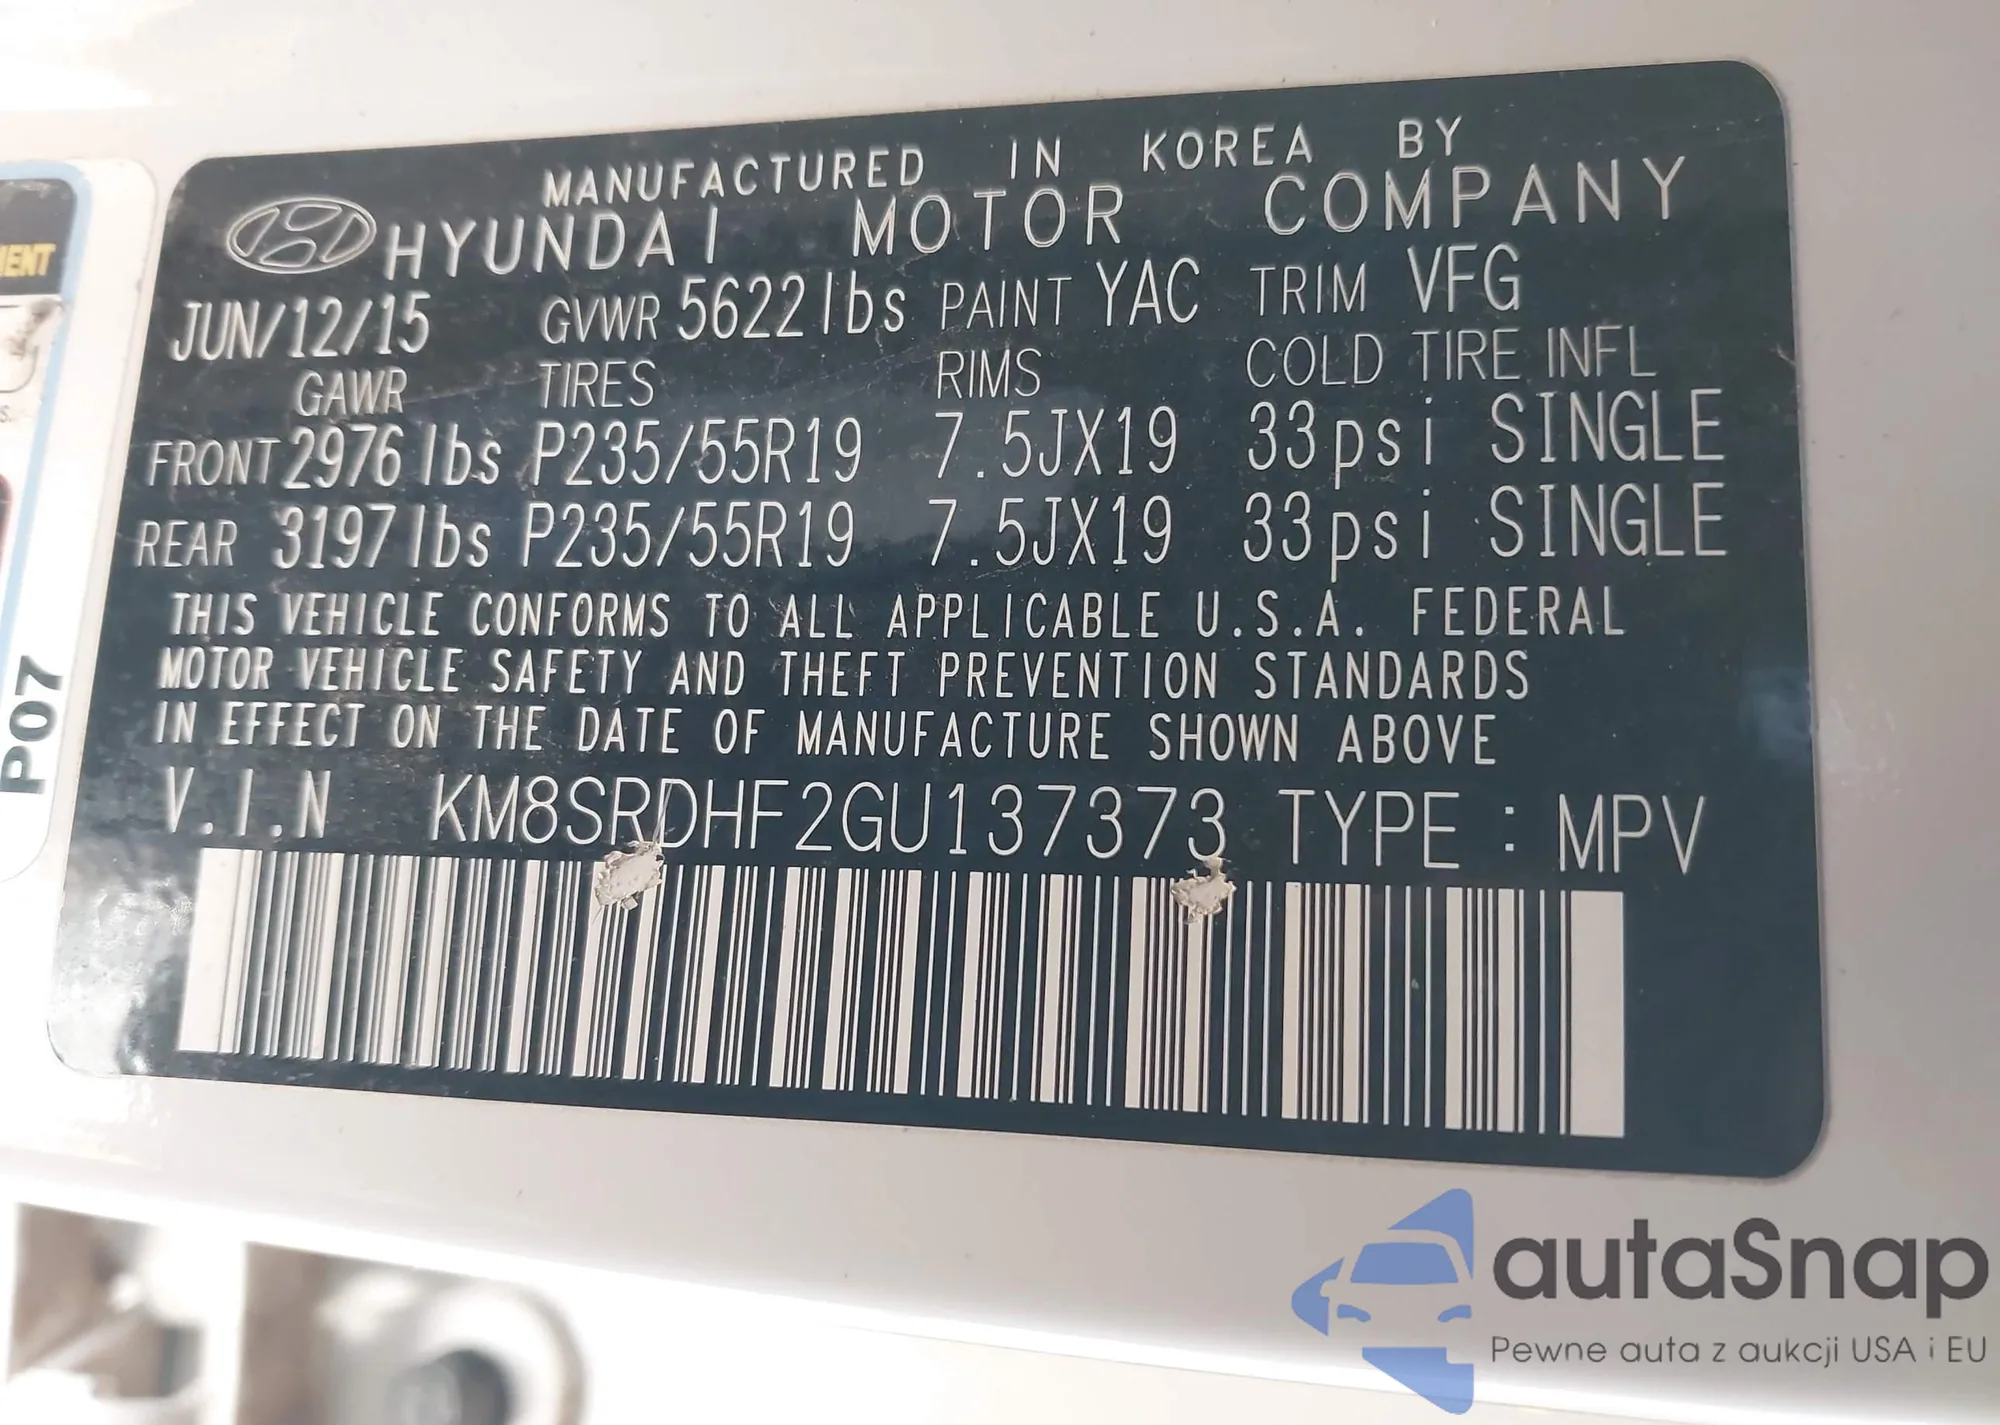 MANUFACTURED IN KOREA BY
HYUNDAI MOTOR COMPANY
JUN/12/15 GVWR 5622lbs PAINT YAC TRIM VFG
GAWR TIRES RIMS COLD TIRE INFL
FRONT 2976lbs P235/55R19 7.5JX19 33psi SINGLE
REAR 3197lbs P235/55R19 7.5JX19 33psi SINGLE
THIS VEHICLE CONFORMS TO ALL APPLICABLE U.S.A. FEDERAL
MOTOR VEHICLE SAFETY AND THEFT PREVENTION STANDARDS
IN EFFECT ON THE DATE OF MANUFACTURE SHOWN ABOVE
V.I.N KM8SRDHF2GU137373 TYPE : MPV
P07
autaSnap
Pewne auta z aukcji USA i EU